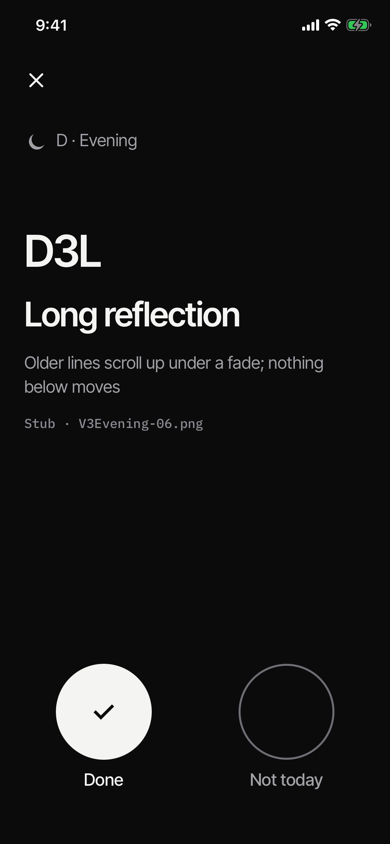 9:41
D · Evening
D3L
Long reflection
Older lines scroll up under a fade; nothing
below moves
Stub · V3Evening-06.png
Done
Not today